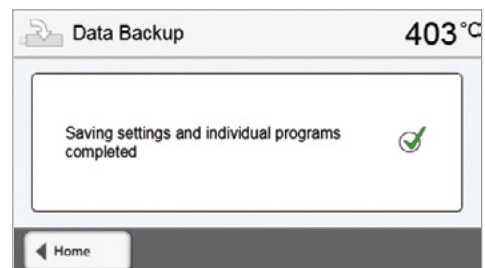 Data Backup 403 °C
Saving settings and individual programs
completed
Home